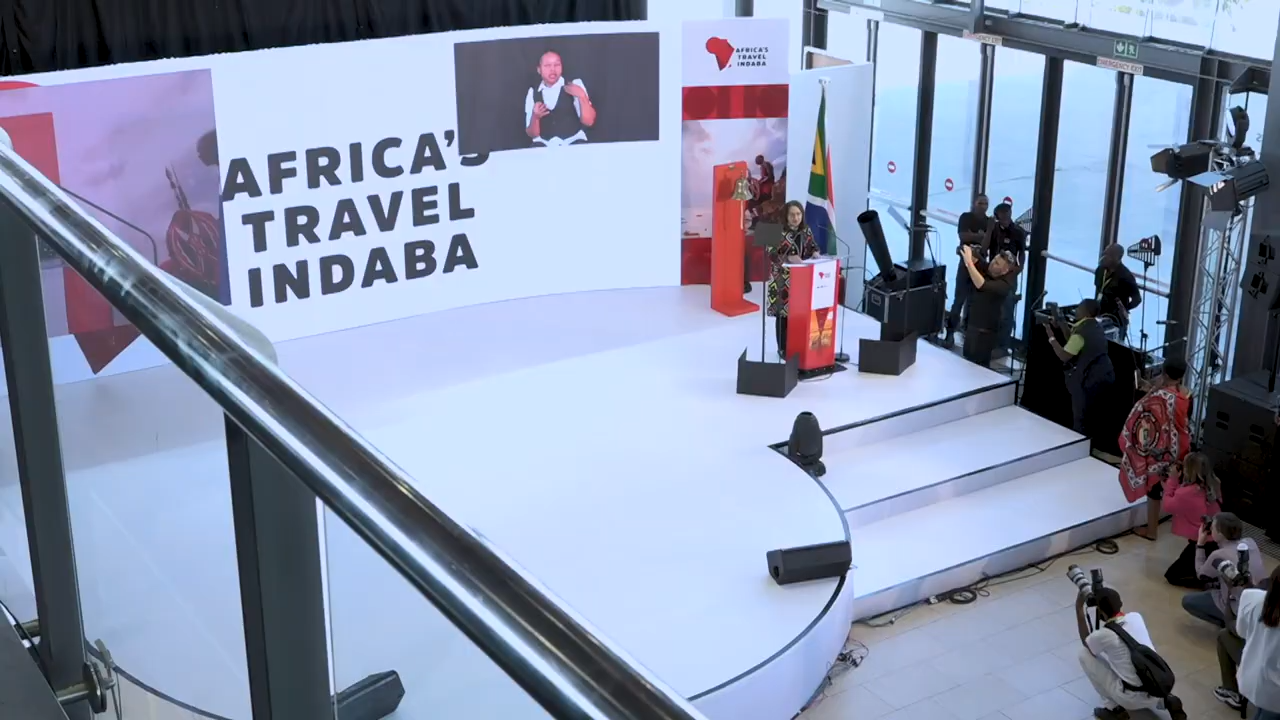 AFRICA'S
TRAVEL
INDABA
AFRICA'S
TRAVEL
INDABA
EMERGENCY EXIT